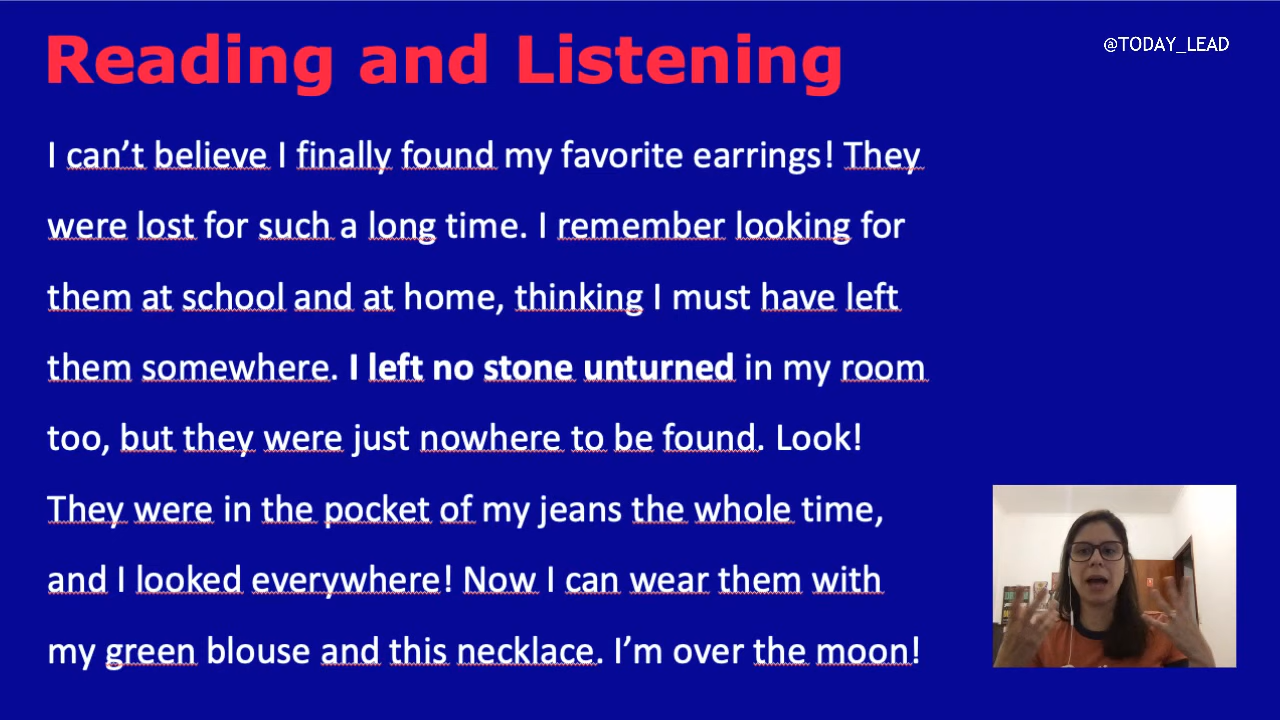 Reading and Listening
@TODAY_LEAD
I can’t believe I finally found my favorite earrings! They
were lost for such a long time. I remember looking for
them at school and at home, thinking I must have left
them somewhere. I left no stone unturned in my room
too, but they were just nowhere to be found. Look!
They were in the pocket of my jeans the whole time,
and I looked everywhere! Now I can wear them with
my green blouse and this necklace. I’m over the moon!